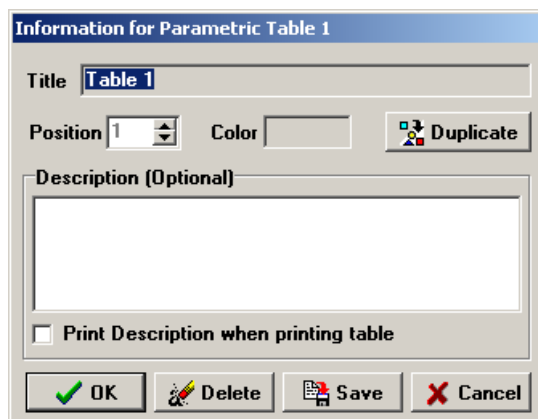 Information for Parametric Table 1
Title Table 1
Position 1 Color Duplicate
Description (Optional)
Print Description when printing table
OK Delete Save Cancel